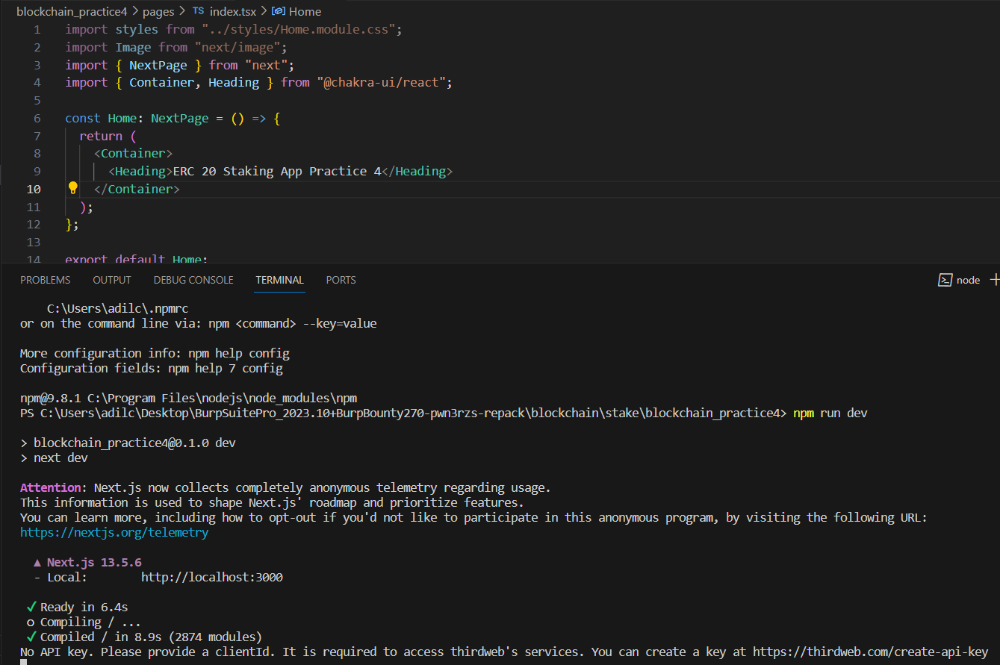 blockchain_practice4 > pages > TS index.tsx > Home
1 import styles from "../styles/Home.module.css";
2 import Image from "next/image";
3 import { NextPage } from "next";
4 import { Container, Heading } from "@chakra-ui/react";
5
6 const Home: NextPage = () => {
7 return (
8 <Container>
9 <Heading>ERC 20 Staking App Practice 4</Heading>
10 </Container>
11 );
12 };
13
14 export default Home;
PROBLEMS OUTPUT DEBUG CONSOLE TERMINAL PORTS node
C:\Users\adilc\.npmrc
or on the command line via: npm <command> --key=value
More configuration info: npm help config
Configuration fields: npm help 7 config
npm@9.8.1 C:\Program Files\nodejs\node_modules\npm
PS C:\Users\adilc\Desktop\BurpSuitePro_2023.10+BurpBounty270-pwn3rzs-repack\blockchain\stake\blockchain_practice4> npm run dev
> blockchain_practice4@0.1.0 dev
> next dev
Attention: Next.js now collects completely anonymous telemetry regarding usage.
This information is used to shape Next.js' roadmap and prioritize features.
You can learn more, including how to opt-out if you'd not like to participate in this anonymous program, by visiting the following URL:
https://nextjs.org/telemetry
▲ Next.js 13.5.6
- Local: http://localhost:3000
✓ Ready in 6.4s
○ Compiling / ...
✓ Compiled / in 8.9s (2874 modules)
No API key. Please provide a clientId. It is required to access thirdweb's services. You can create a key at https://thirdweb.com/create-api-key